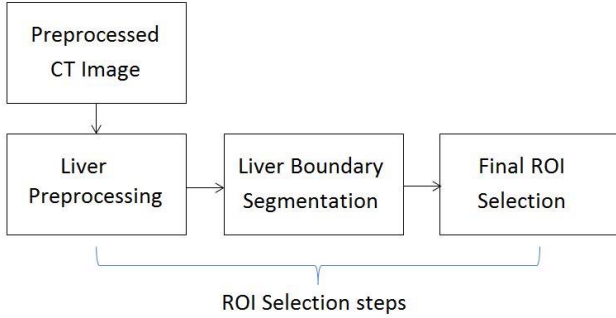 Preprocessed
CT Image
Liver
Preprocessing
Liver Boundary
Segmentation
Final ROI
Selection
ROI Selection steps